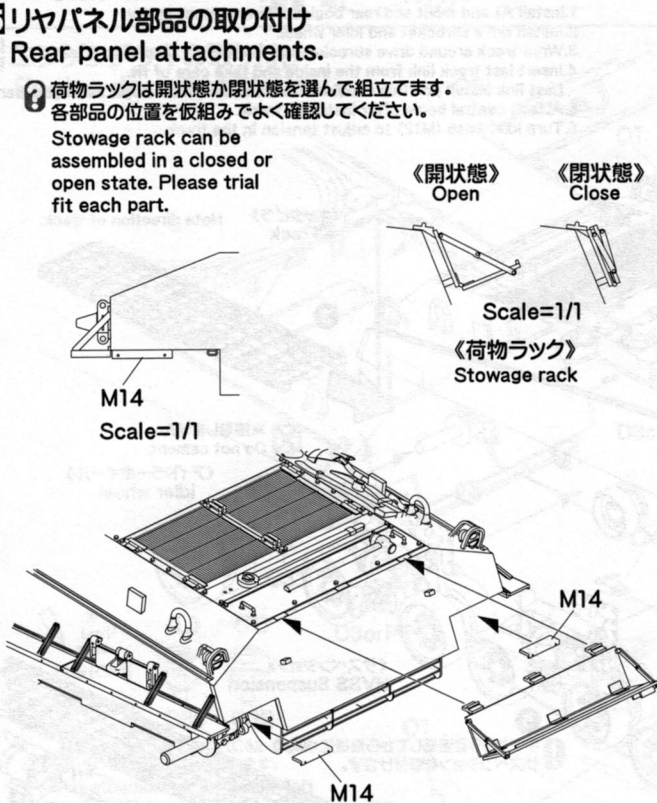 リヤパネル部品の取り付け
Rear panel attachments.
荷物ラックは開状態か閉状態を選んで組立てます。
各部品の位置を仮組みでよく確認してください。
Stowage rack can be
assembled in a closed or
open state. Please trial
fit each part.
《開状態》
Open
《閉状態》
Close
Scale=1/1
《荷物ラック》
Stowage rack
M14
Scale=1/1
M14
M14